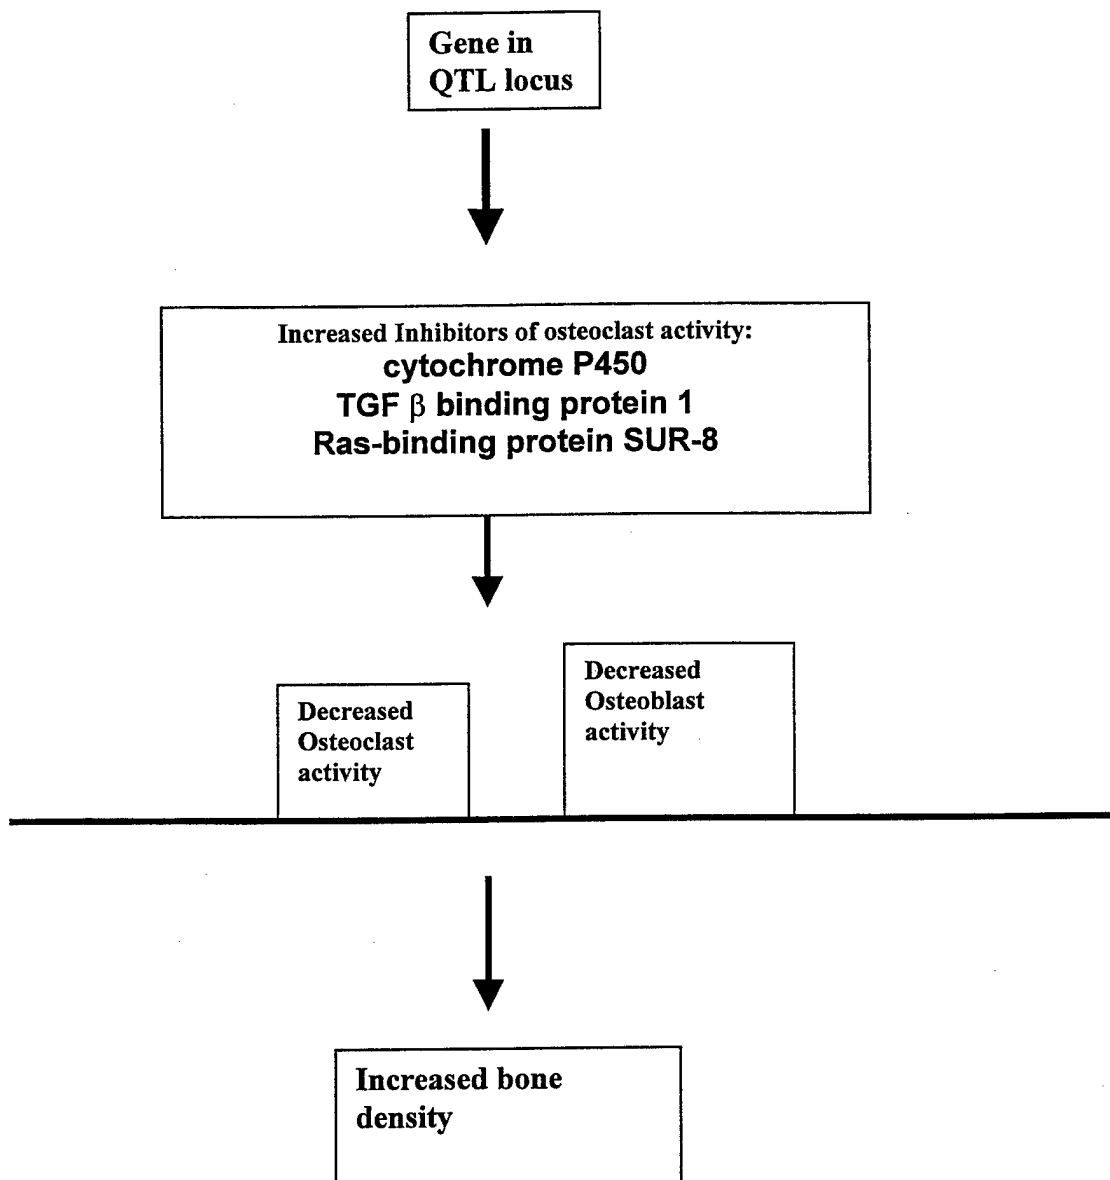 Gene in
QTL locus
Increased Inhibitors of osteoclast activity:
cytochrome P450
TGF β binding protein 1
Ras-binding protein SUR-8
Decreased
Osteoclast
activity
Decreased
Osteoblast
activity
Increased bone
density